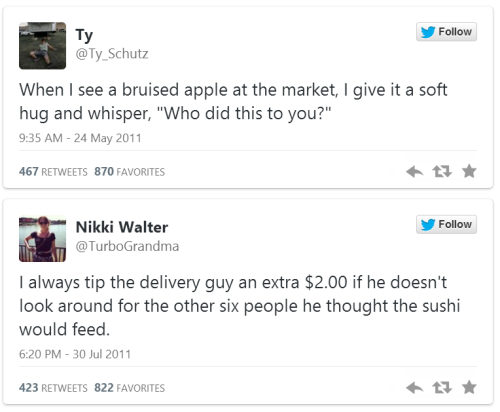 Ty
Follow
@Ty_Schutz
When I see a bruised apple at the market, I give it a soft
hug and whisper, "Who did this to you?"
9:35 AM - 24 May 2011
467 RETWEETS 870 FAVORITES
Nikki Walter
Follow
@TurboGrandma
I always tip the delivery guy an extra $2.00 if he doesn't
look around for the other six people he thought the sushi
would feed.
6:20 PM - 30 Jul 2011
423 RETWEETS 822 FAVORITES